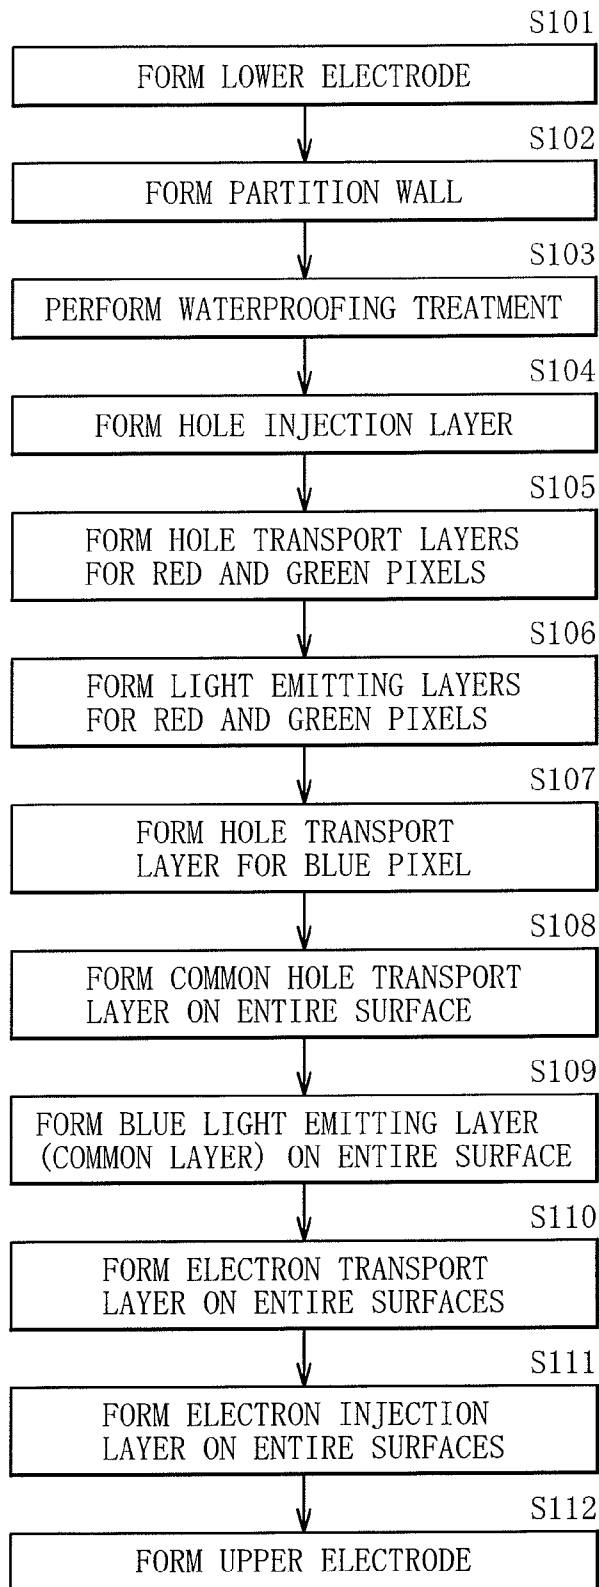 S101
FORM LOWER ELECTRODE
S102
FORM PARTITION WALL
S103
PERFORM WATERPROOFING TREATMENT
S104
FORM HOLE INJECTION LAYER
S105
FORM HOLE TRANSPORT LAYERS
FOR RED AND GREEN PIXELS
S106
FORM LIGHT EMITTING LAYERS
FOR RED AND GREEN PIXELS
S107
FORM HOLE TRANSPORT
LAYER FOR BLUE PIXEL
S108
FORM COMMON HOLE TRANSPORT
LAYER ON ENTIRE SURFACE
S109
FORM BLUE LIGHT EMITTING LAYER
(COMMON LAYER) ON ENTIRE SURFACE
S110
FORM ELECTRON TRANSPORT
LAYER ON ENTIRE SURFACES
S111
FORM ELECTRON INJECTION
LAYER ON ENTIRE SURFACES
S112
FORM UPPER ELECTRODE